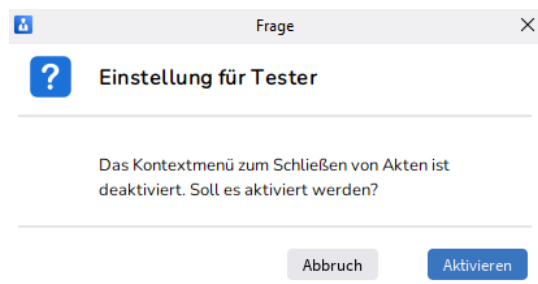 Frage
Einstellung für Tester
Das Kontextmenü zum Schließen von Akten ist
deaktiviert. Soll es aktiviert werden?
Abbruch
Aktivieren